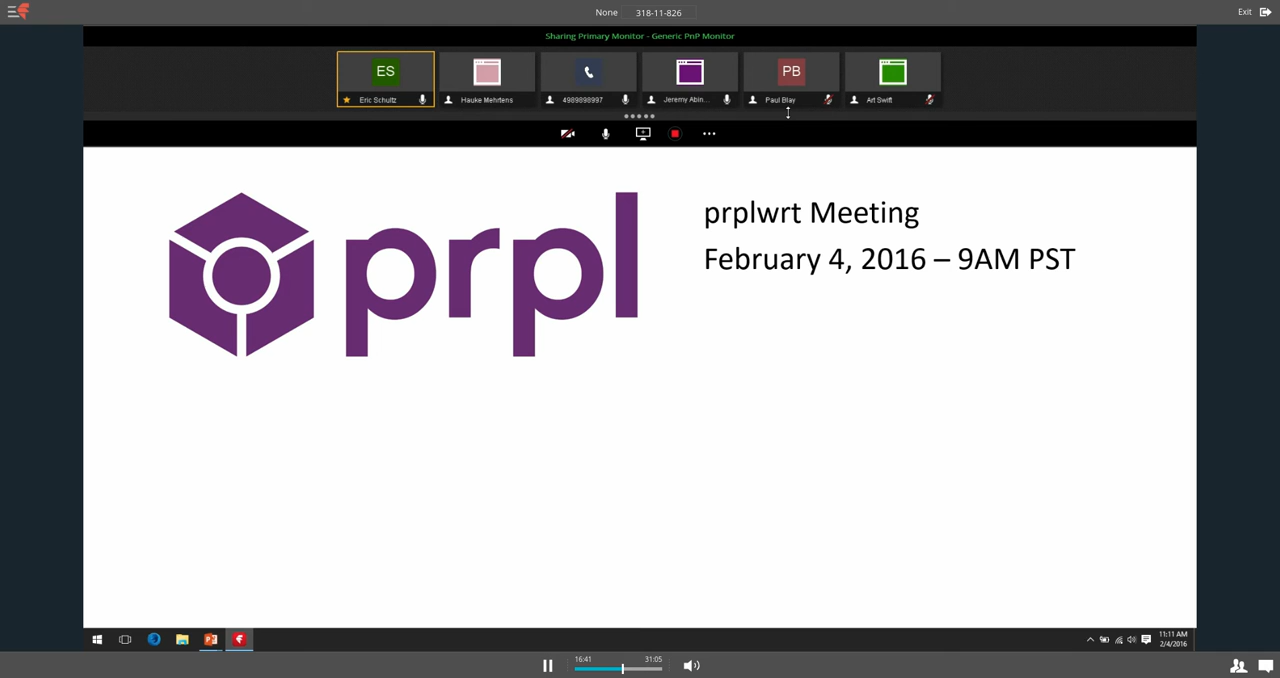 None 318-11-826
Exit
Sharing Primary Monitor - Generic PnP Monitor
ES
PB
Eric Schultz
Hauke Mehrtens
4989898997
Jeremy Abin...
Paul Blay
Art Swift
prpl
prplwrt Meeting
February 4, 2016 – 9AM PST
11:11 AM
2/4/2016
16:41
31:05